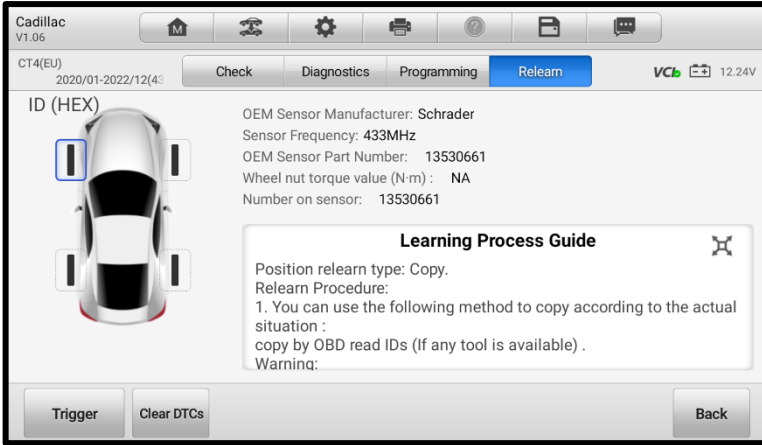 Cadillac
V1.06
M
?
CT4(EU)
2020/01-2022/12(43
Check
Diagnostics
Programming
Relearn
VCI
12.24V
ID (HEX)
OEM Sensor Manufacturer: Schrader
Sensor Frequency: 433MHz
OEM Sensor Part Number: 13530661
Wheel nut torque value (N·m) : NA
Number on sensor: 13530661
Learning Process Guide
Position relearn type: Copy.
Relearn Procedure:
1. You can use the following method to copy according to the actual
situation :
copy by OBD read IDs (If any tool is available) .
Warning:
Trigger
Clear DTCs
Back